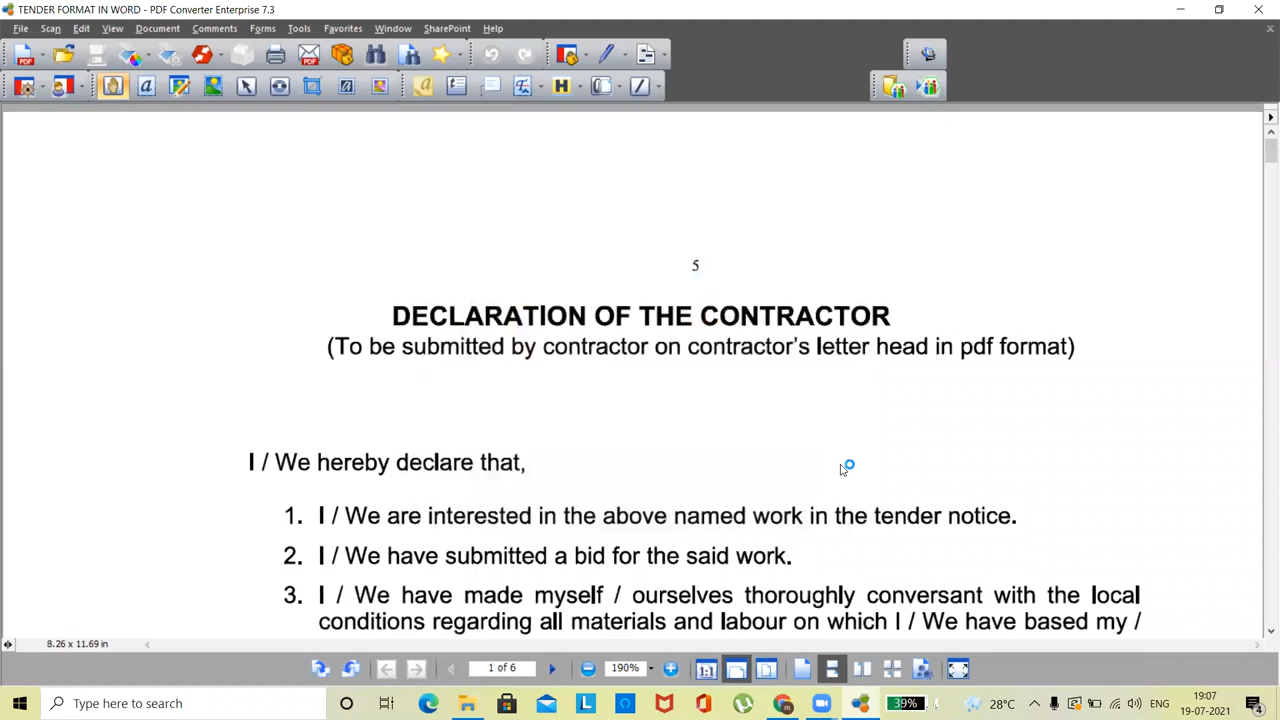 TENDER FORMAT IN WORD - PDF Converter Enterprise 7.3
File Scan Edit View Document Comments Forms Tools Favorites Window SharePoint Help
5
DECLARATION OF THE CONTRACTOR
(To be submitted by contractor on contractor's letter head in pdf format)
I / We hereby declare that,
1. I / We are interested in the above named work in the tender notice.
2. I / We have submitted a bid for the said work.
3. I / We have made myself / ourselves thoroughly conversant with the local
conditions regarding all materials and labour on which I / We have based my /
8.26 x 11.69 in
1 of 6
190%
Type here to search
39%
28°C
ENG
19:07
19-07-2021
4